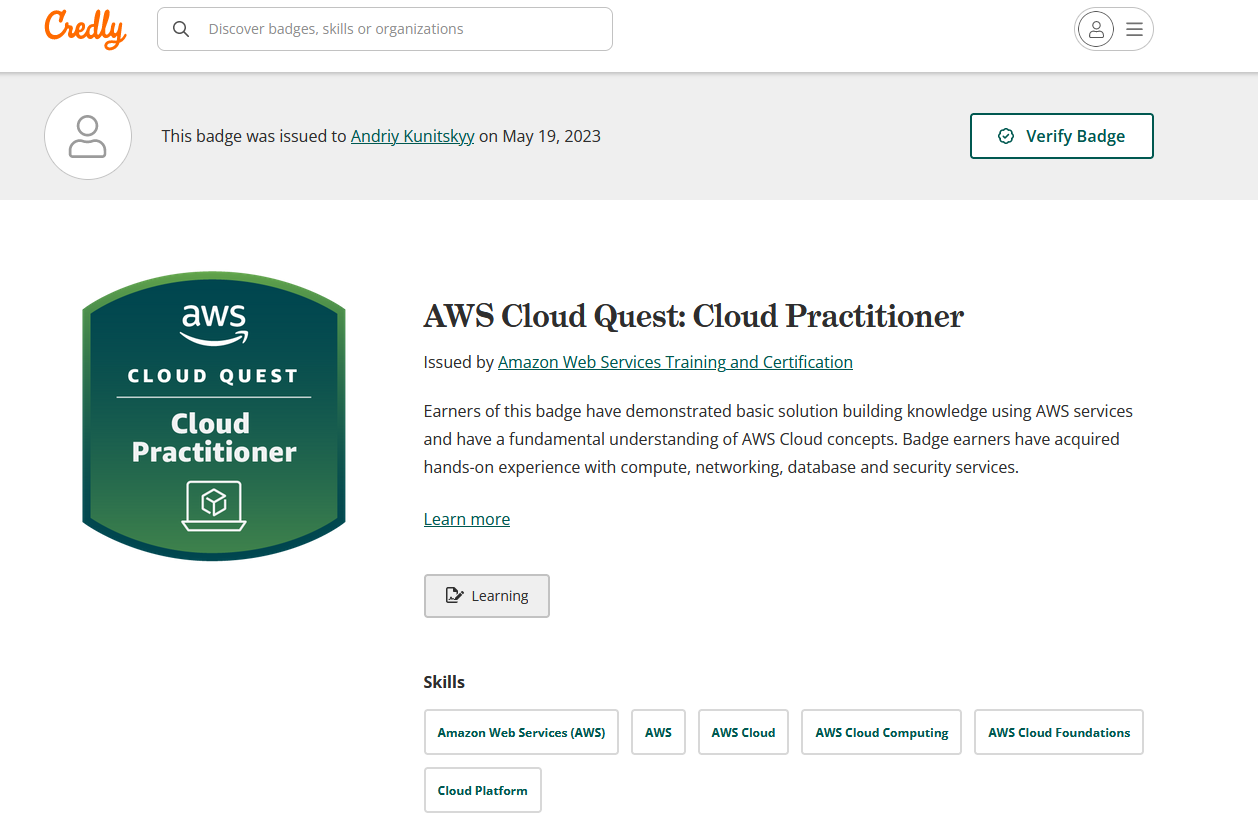 Credly
Discover badges, skills or organizations
This badge was issued to Andriy Kunitskyy on May 19, 2023
Verify Badge
aws
CLOUD QUEST
Cloud
Practitioner
AWS Cloud Quest: Cloud Practitioner
Issued by Amazon Web Services Training and Certification
Earners of this badge have demonstrated basic solution building knowledge using AWS services
and have a fundamental understanding of AWS Cloud concepts. Badge earners have acquired
hands-on experience with compute, networking, database and security services.
Learn more
Learning
Skills
Amazon Web Services (AWS) AWS AWS Cloud AWS Cloud Computing AWS Cloud Foundations
Cloud Platform